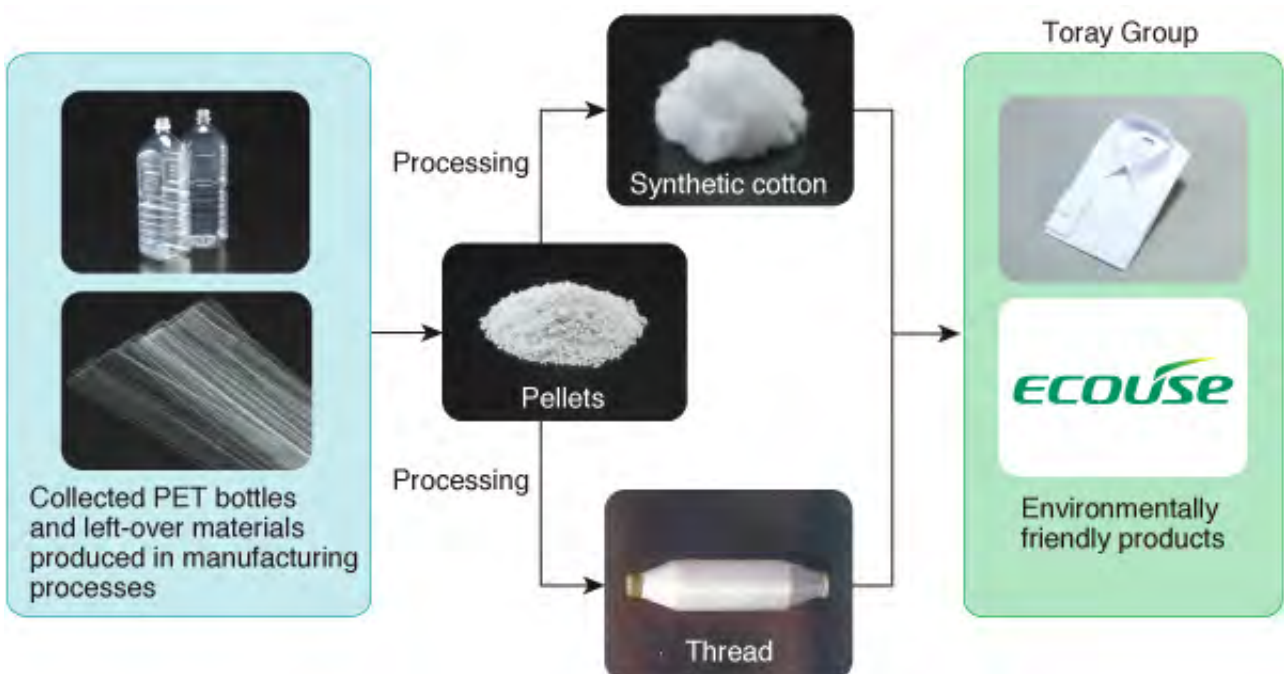 Toray Group
Processing
Synthetic cotton
Pellets
Processing
Thread
Collected PET bottles
and left-over materials
produced in manufacturing
processes
ECOUSE
Environmentally
friendly products